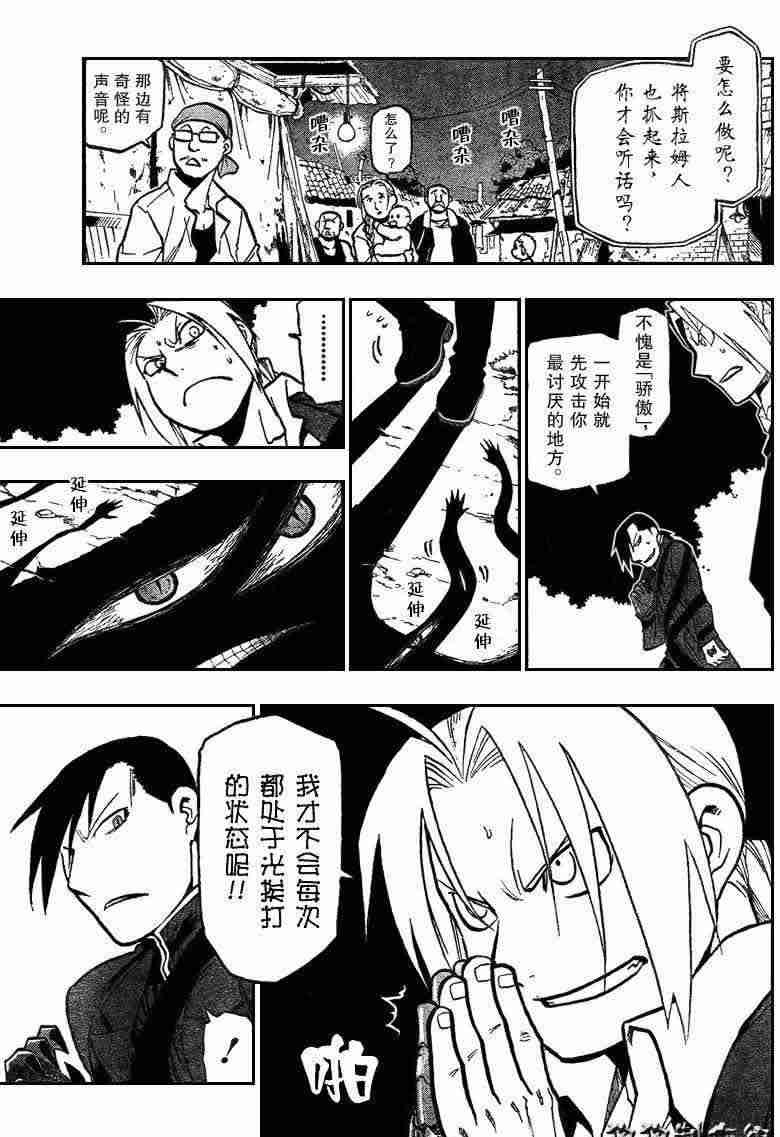 要怎么做呢？
将斯拉姆人
也抓起来，
你才会听话吗？
嘈杂
嘈杂
嘈杂
怎么了？
那边有
奇怪的
声音呢。
不愧是「骄傲」，
一开始就
先攻击你
最讨厌的地方。
延伸
延伸
………
延伸
延伸
我才不会每次
都处于光挨打
的状态呢!!
啪
!